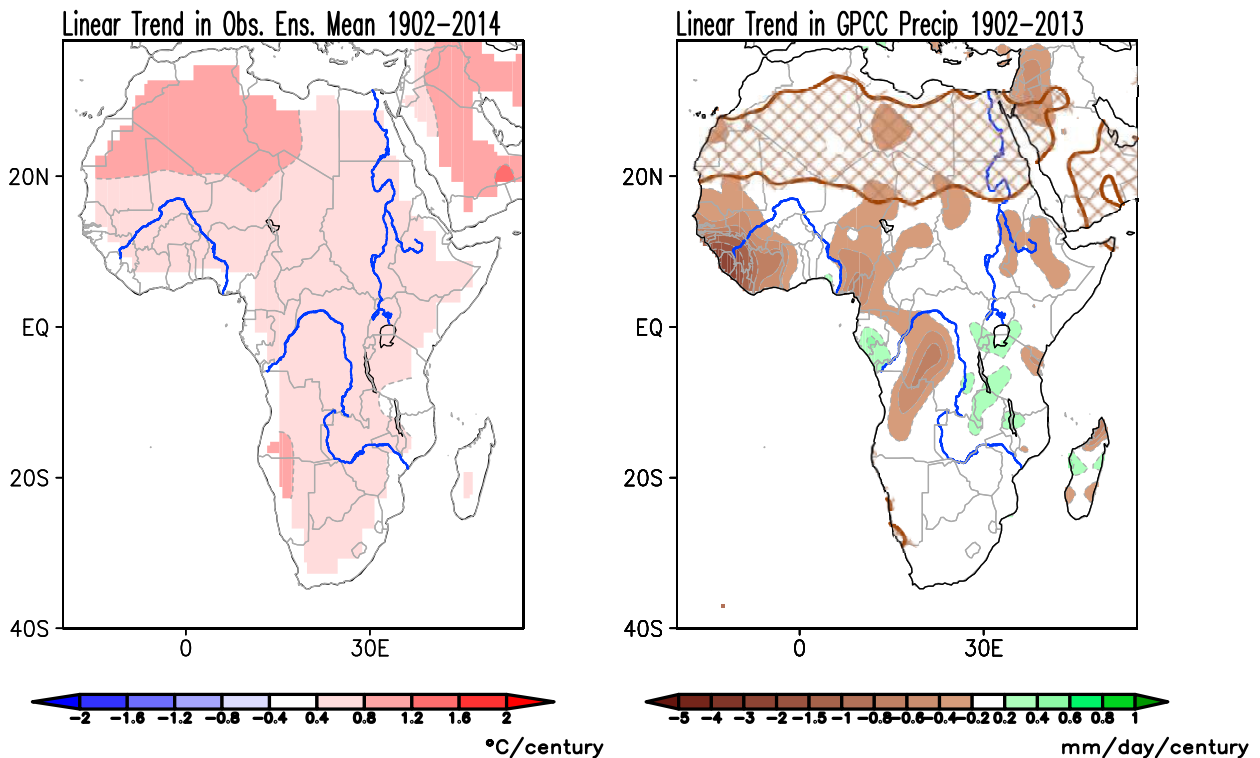 Linear Trend in Obs. Ens. Mean 1902-2014
20N
EQ
20S
40S
0 30E
-2 -1.6 -1.2 -0.8 -0.4 0.4 0.8 1.2 1.6 2
°C/century
Linear Trend in GPCC Precip 1902-2013
20N
EQ
20S
40S
0 30E
-5 -4 -3 -2 -1.5 -1 -0.8 -0.6 -0.4 -0.2 0.2 0.4 0.6 0.8 1
mm/day/century